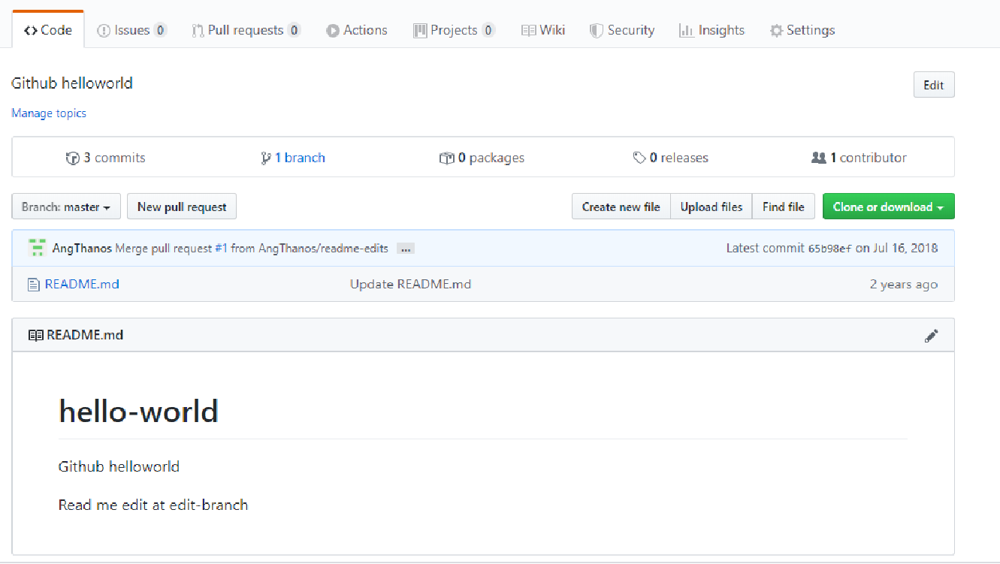 Code Issues 0 Pull requests 0 Actions Projects 0 Wiki Security Insights Settings
Github helloworld Edit
Manage topics
3 commits 1 branch 0 packages 0 releases 1 contributor
Branch: master New pull request Create new file Upload files Find file Clone or download
AngThanos Merge pull request #1 from AngThanos/readme-edits ... Latest commit 65b98ef on Jul 16, 2018
README.md Update README.md 2 years ago
README.md
hello-world
Github helloworld
Read me edit at edit-branch